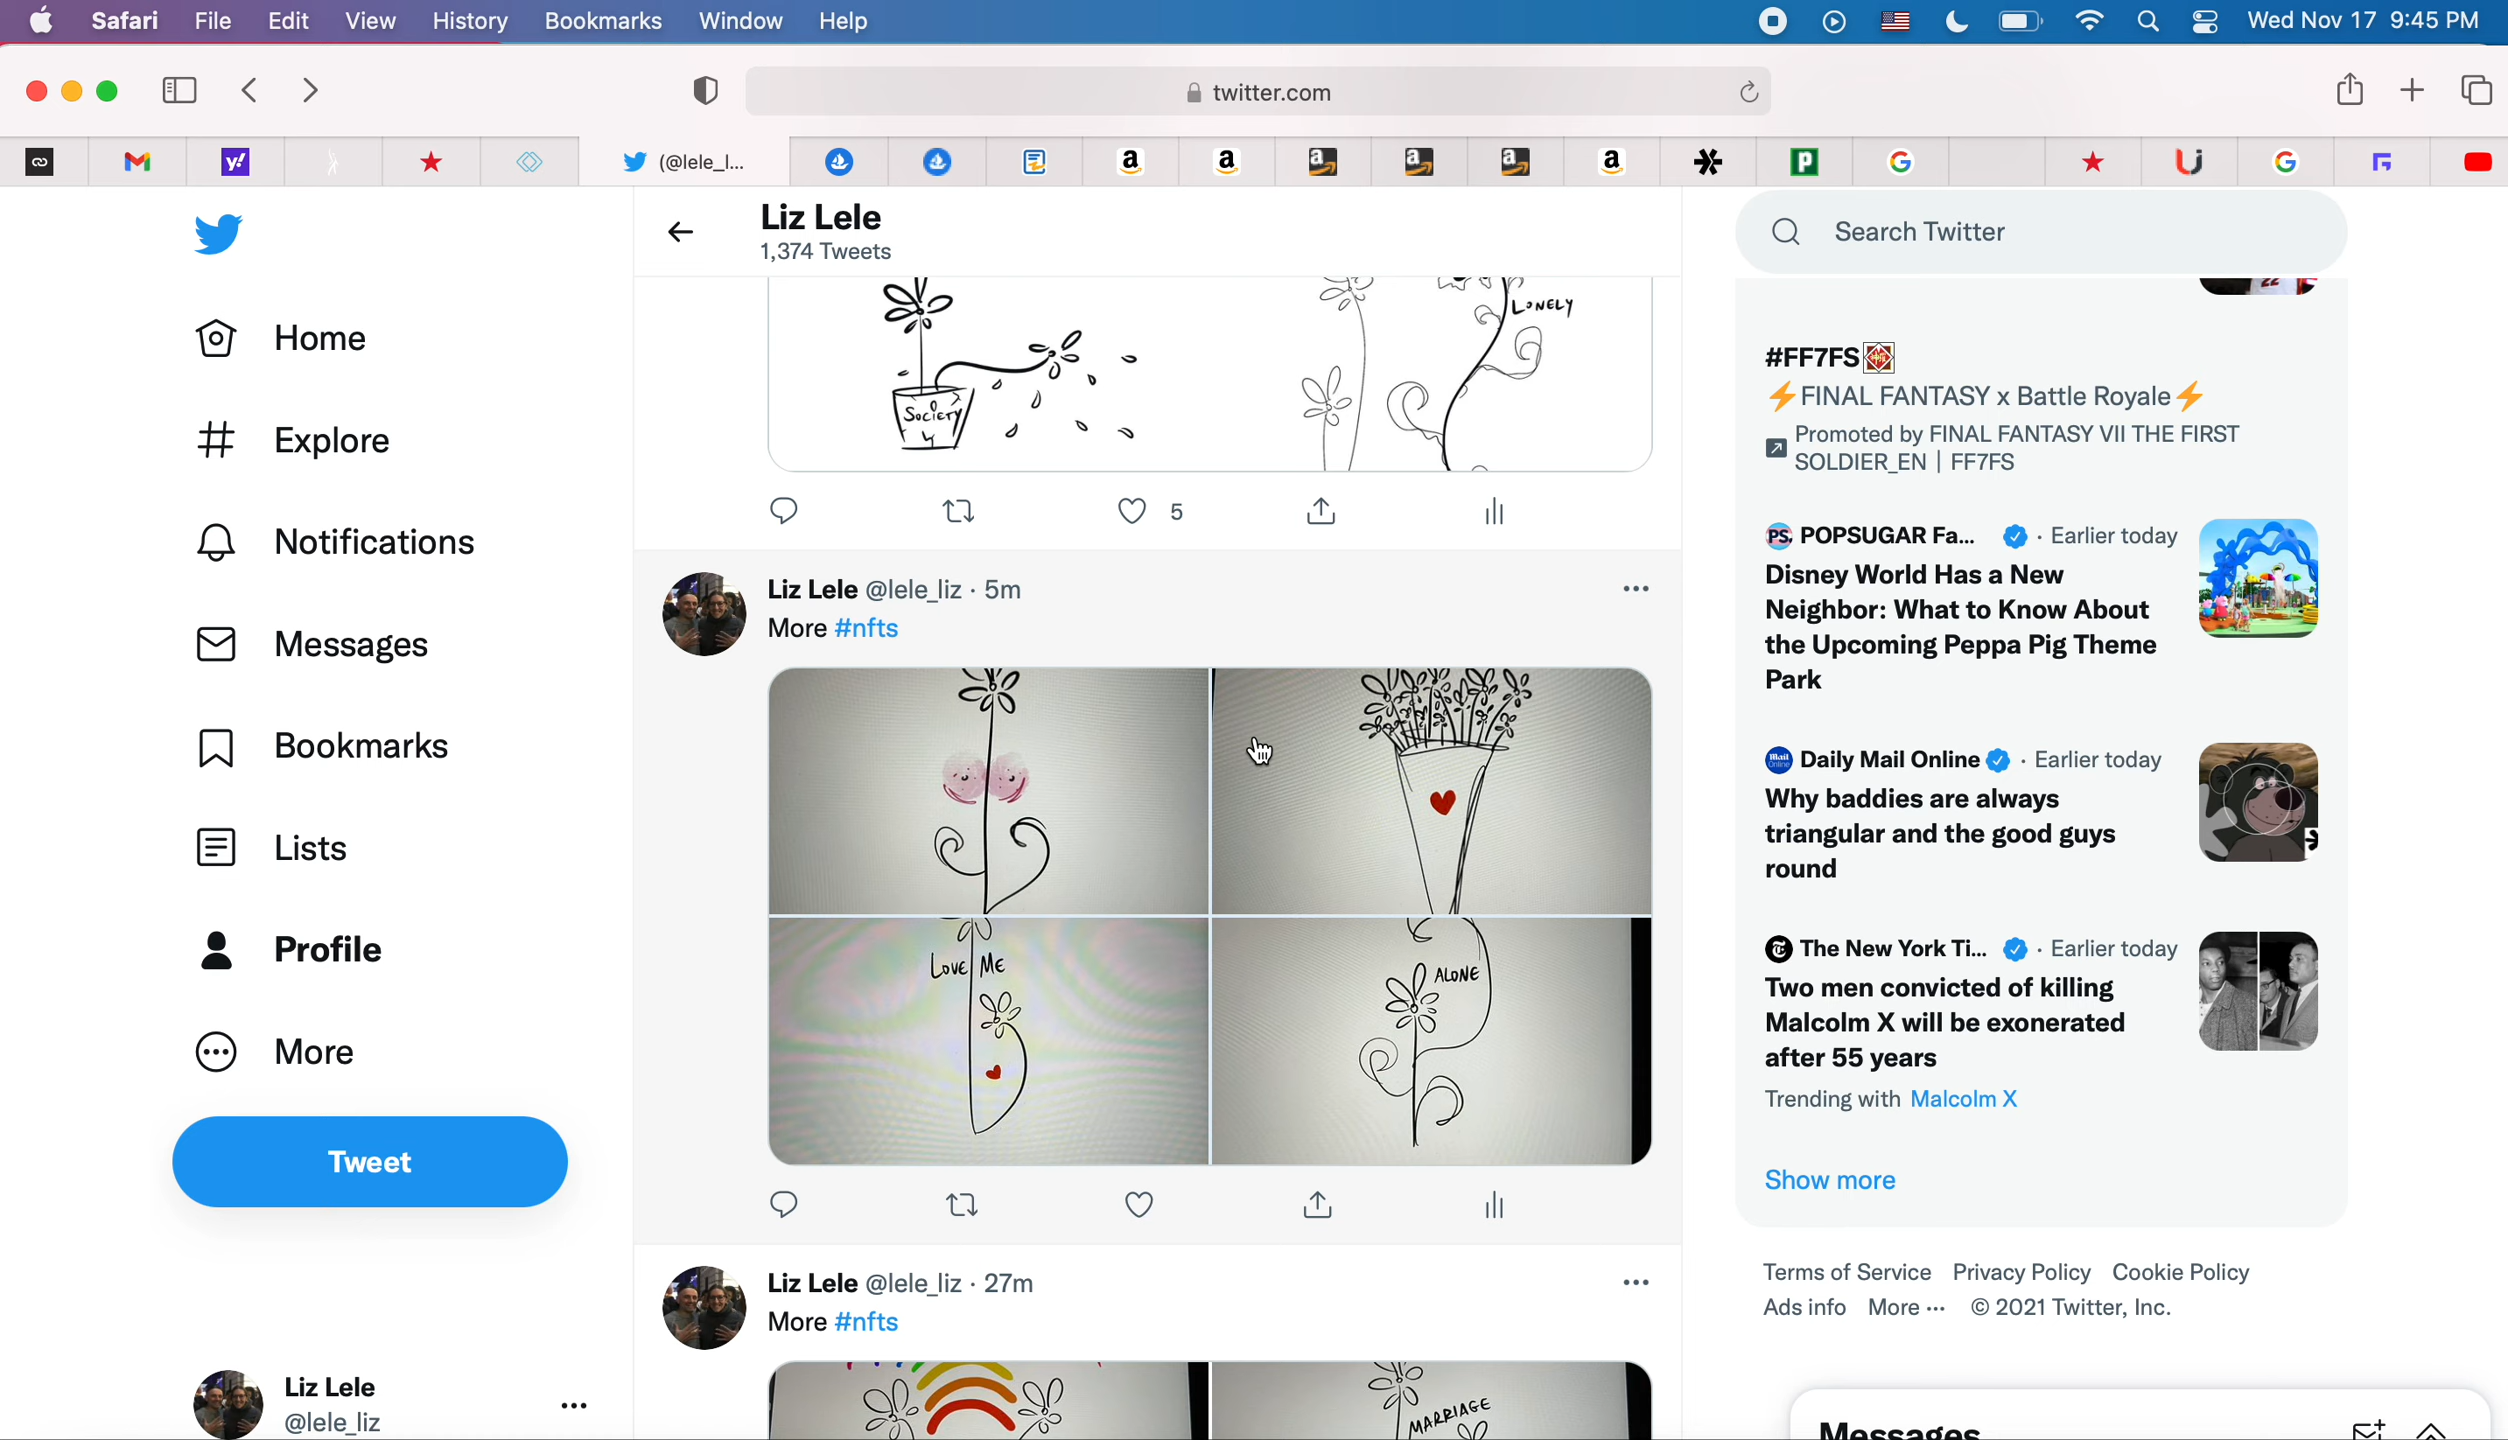 Safari File Edit View History Bookmarks Window Help Wed Nov 17 9:45 PM
twitter.com
(@lele_l...
Liz Lele
1,374 Tweets
Search Twitter
Home
Explore
Notifications
Messages
Bookmarks
Lists
Profile
More
Tweet
Liz Lele
@lele_liz
SOCIETY
LONELY
5
Liz Lele @lele_liz · 5m
More #nfts
LOVE ME
ALONE
Liz Lele @lele_liz · 27m
More #nfts
MARRIAGE
22
#FF7FS
⚡FINAL FANTASY x Battle Royale⚡
Promoted by FINAL FANTASY VII THE FIRST
SOLDIER_EN | FF7FS
POPSUGAR Fa... · Earlier today
Disney World Has a New
Neighbor: What to Know About
the Upcoming Peppa Pig Theme
Park
Daily Mail Online · Earlier today
Why baddies are always
triangular and the good guys
round
The New York Ti... · Earlier today
Two men convicted of killing
Malcolm X will be exonerated
after 55 years
Trending with Malcolm X
Show more
Terms of Service Privacy Policy Cookie Policy
Ads info More ··· © 2021 Twitter, Inc.
Messages